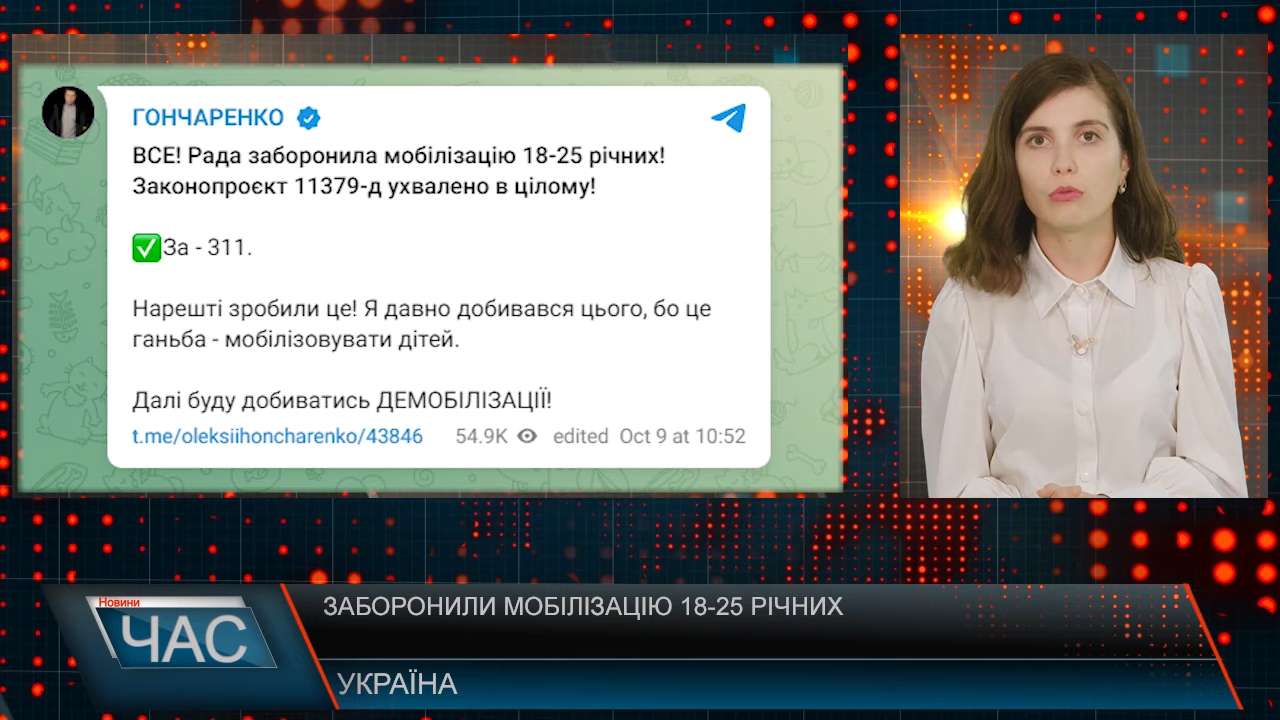 ГОНЧАРЕНКО
ВСЕ! Рада заборонила мобілізацію 18-25 річних!
Законопроєкт 11379-д ухвалено в цілому!
✅За - 311.
Нарешті зробили це! Я давно добивався цього, бо це
ганьба - мобілізовувати дітей.
Далі буду добиватись ДЕМОБІЛІЗАЦІЇ!
t.me/oleksiihoncharenko/43846 54.9K edited Oct 9 at 10:52
Новини
ЧАС
ЗАБОРОНИЛИ МОБІЛІЗАЦІЮ 18-25 РІЧНИХ
УКРАЇНА